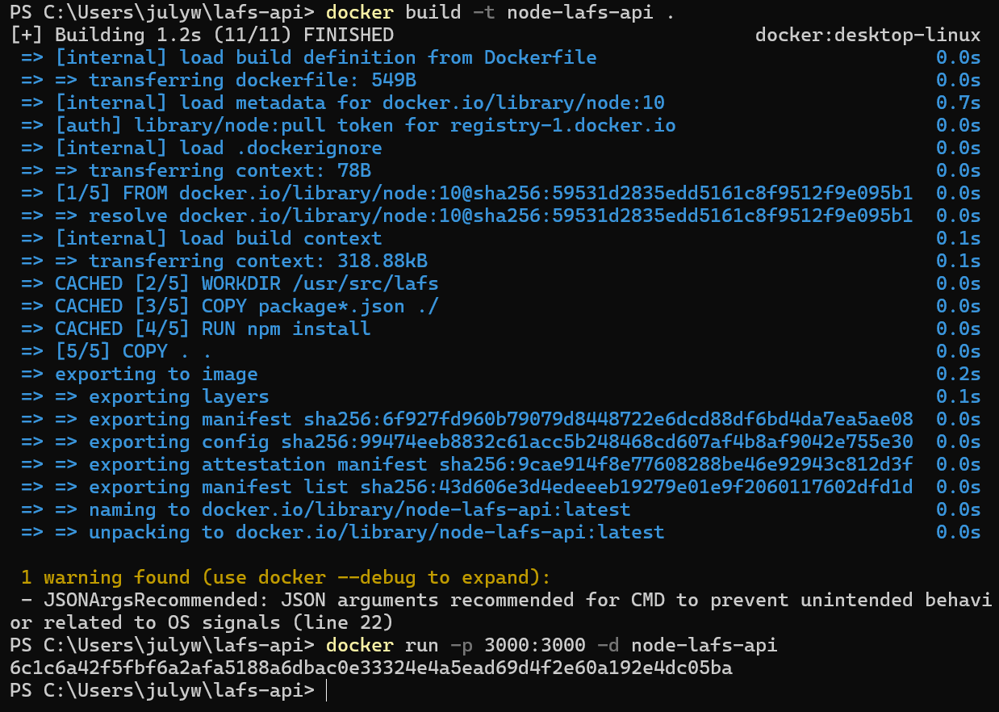 PS C:\Users\julyw\lafs-api> docker build -t node-lafs-api .
[+] Building 1.2s (11/11) FINISHED docker:desktop-linux
=> [internal] load build definition from Dockerfile 0.0s
=> => transferring dockerfile: 549B 0.0s
=> [internal] load metadata for docker.io/library/node:10 0.7s
=> [auth] library/node:pull token for registry-1.docker.io 0.0s
=> [internal] load .dockerignore 0.0s
=> => transferring context: 78B 0.0s
=> [1/5] FROM docker.io/library/node:10@sha256:59531d2835edd5161c8f9512f9e095b1 0.0s
=> => resolve docker.io/library/node:10@sha256:59531d2835edd5161c8f9512f9e095b1 0.0s
=> [internal] load build context 0.1s
=> => transferring context: 318.88kB 0.1s
=> CACHED [2/5] WORKDIR /usr/src/lafs 0.0s
=> CACHED [3/5] COPY package*.json ./ 0.0s
=> CACHED [4/5] RUN npm install 0.0s
=> [5/5] COPY . . 0.0s
=> exporting to image 0.2s
=> => exporting layers 0.1s
=> => exporting manifest sha256:6f927fd960b79079d8448722e6dcd88df6bd4da7ea5ae08 0.0s
=> => exporting config sha256:99474eeb8832c61acc5b248468cd607af4b8af9042e755e30 0.0s
=> => exporting attestation manifest sha256:9cae914f8e77608288be46e92943c812d3f 0.0s
=> => exporting manifest list sha256:43d606e3d4edeeeb19279e01e9f2060117602dfd1d 0.0s
=> => naming to docker.io/library/node-lafs-api:latest 0.0s
=> => unpacking to docker.io/library/node-lafs-api:latest 0.0s
1 warning found (use docker --debug to expand):
- JSONArgsRecommended: JSON arguments recommended for CMD to prevent unintended behavi
or related to OS signals (line 22)
PS C:\Users\julyw\lafs-api> docker run -p 3000:3000 -d node-lafs-api
6c1c6a42f5fbf6a2afa5188a6dbac0e33324e4a5ead69d4f2e60a192e4dc05ba
PS C:\Users\julyw\lafs-api>